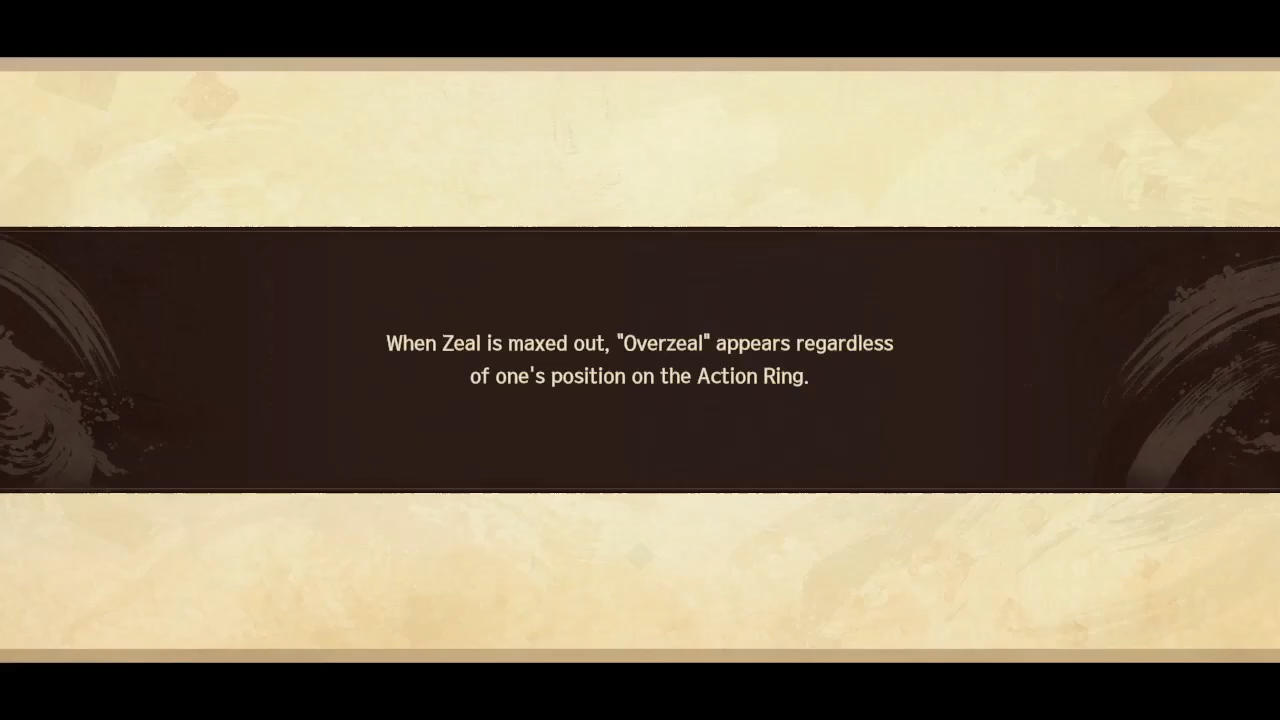 When Zeal is maxed out, "Overzeal" appears regardless
of one's position on the Action Ring.